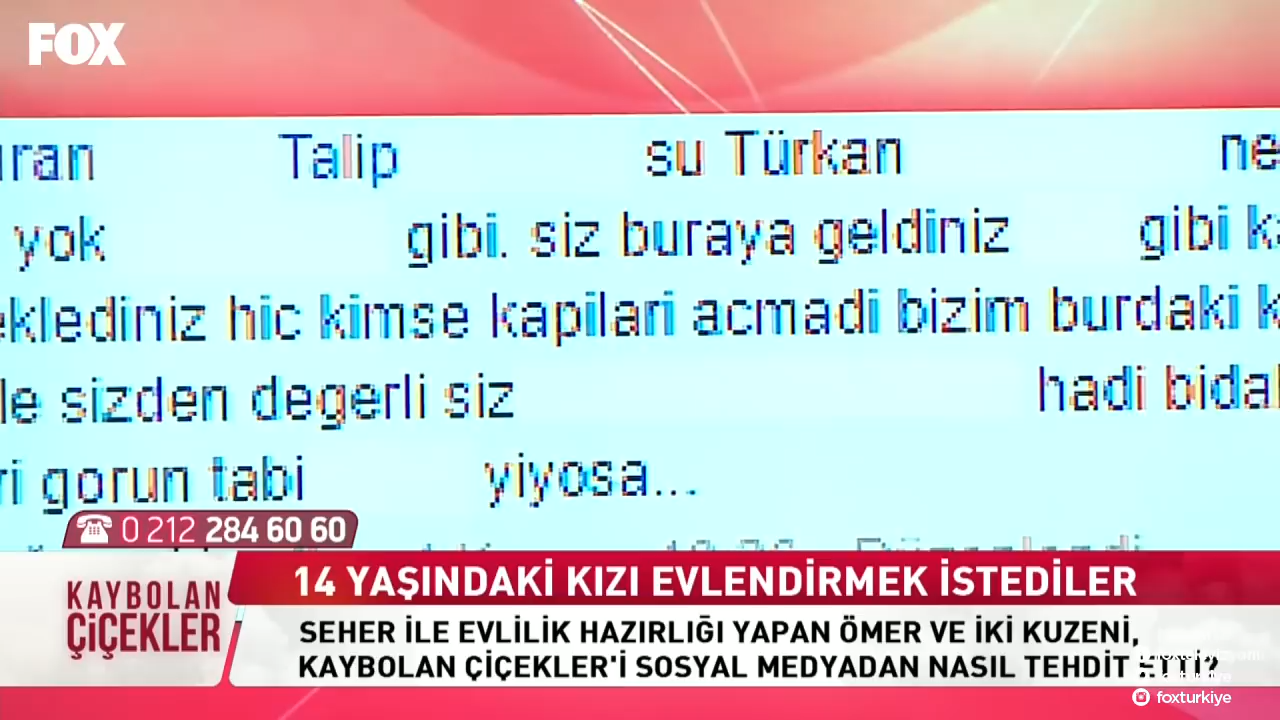 FOX
Talip su Türkan
yok gibi. siz buraya geldiniz gibi
hic kimse kapilari acmadi bizim burdaki
sizden degerli siz hadi
gorun tabi yiyosa...
0 212 284 60 60
KAYBOLAN
ÇİÇEKLER
14 YAŞINDAKİ KIZI EVLENDİRMEK İSTEDİLER
SEHER İLE EVLİLİK HAZIRLIĞI YAPAN ÖMER VE İKİ KUZENİ,
KAYBOLAN ÇİÇEKLER'İ SOSYAL MEDYADAN NASIL TEHDİT
foxturkiye